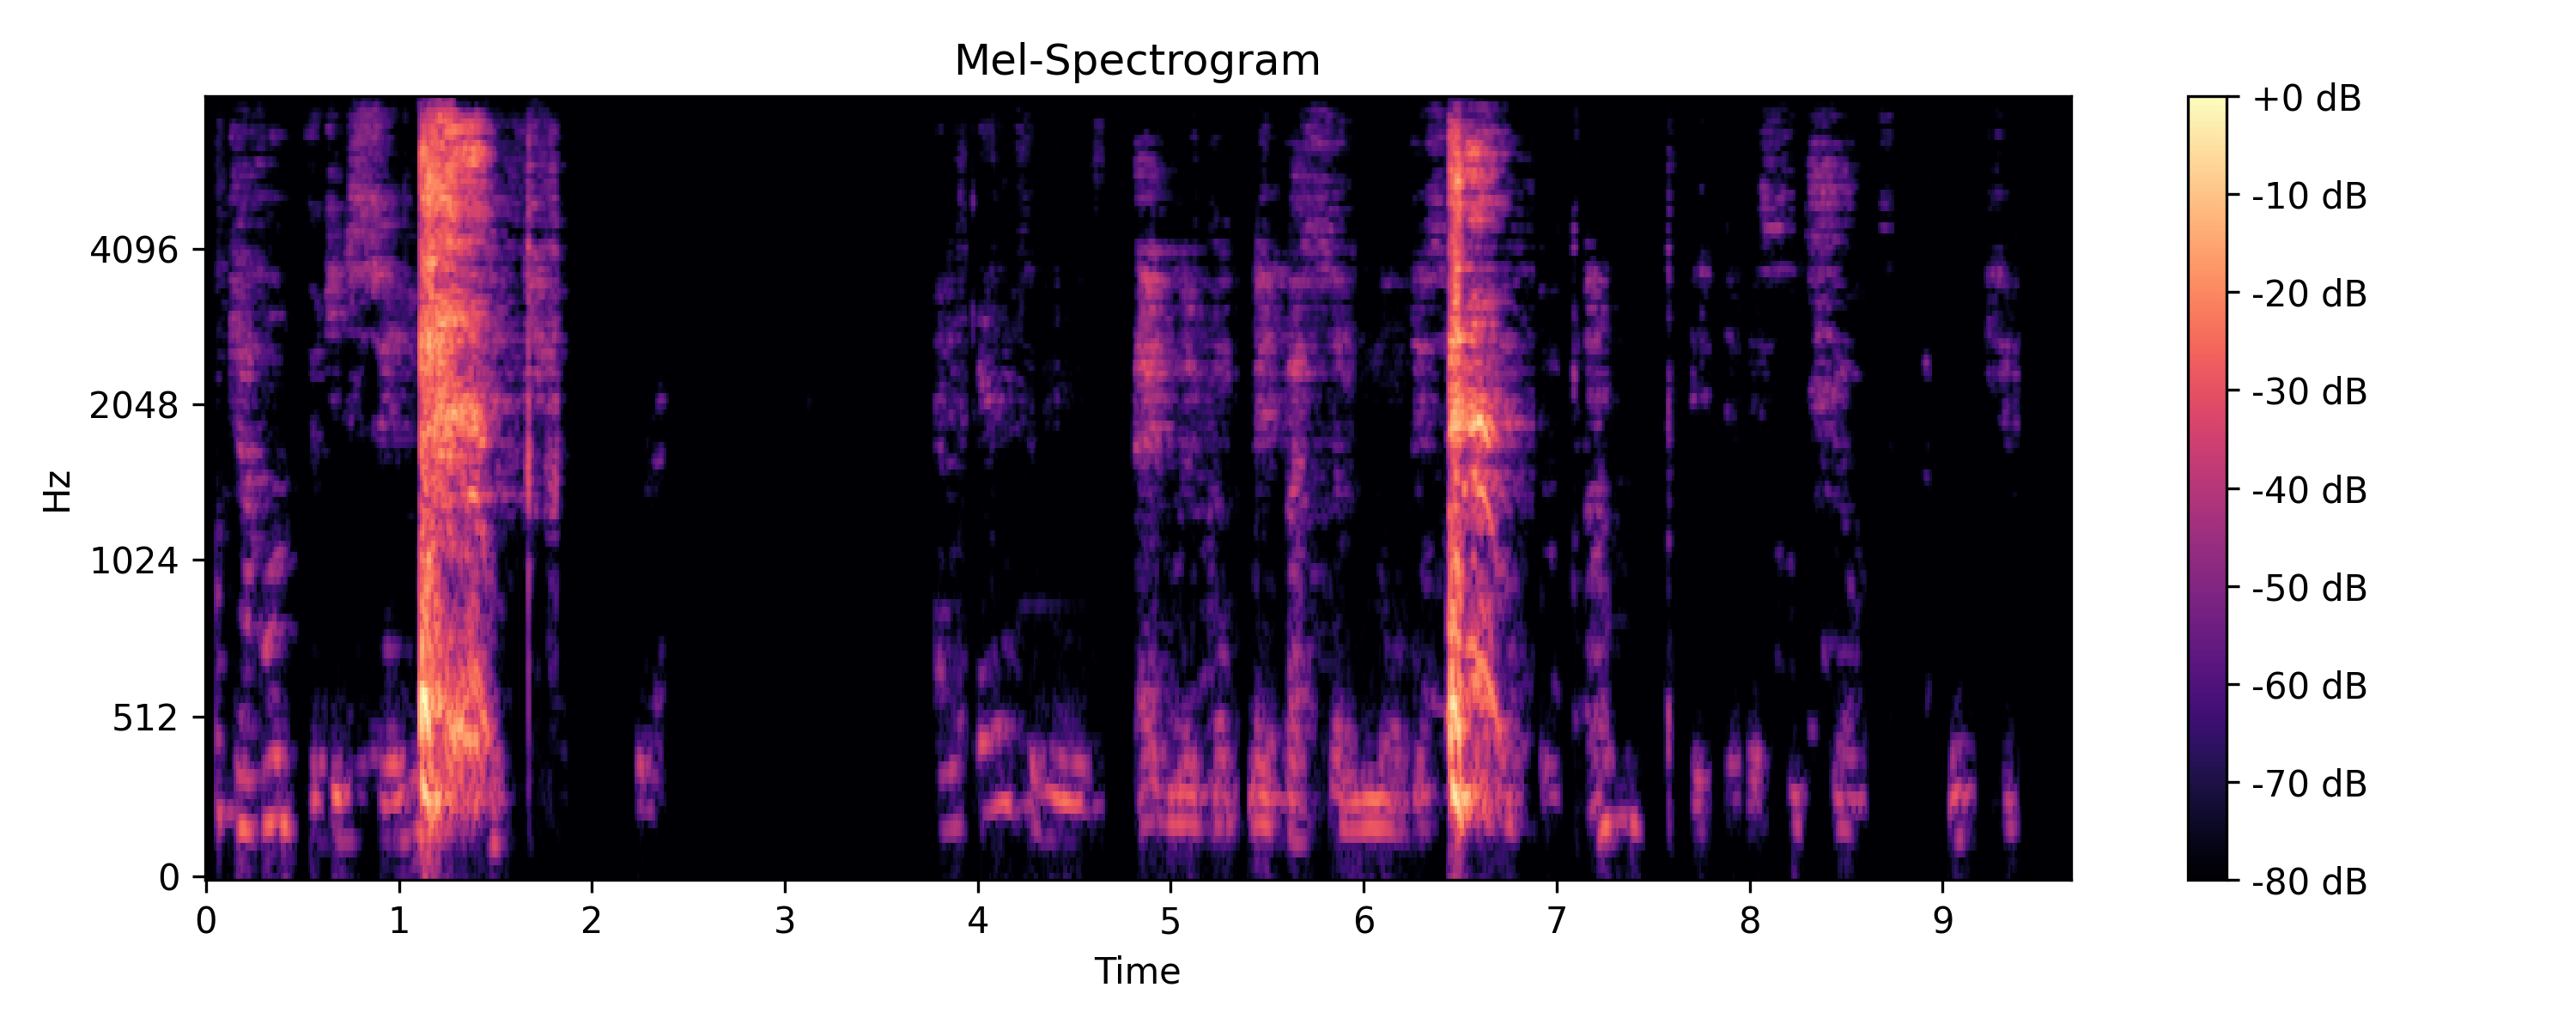 Mel-Spectrogram
+0 dB
-10 dB
-20 dB
-30 dB
-40 dB
-50 dB
-60 dB
-70 dB
-80 dB
4096
2048
1024
512
0
Hz
0 1 2 3 4 5 6 7 8 9
Time